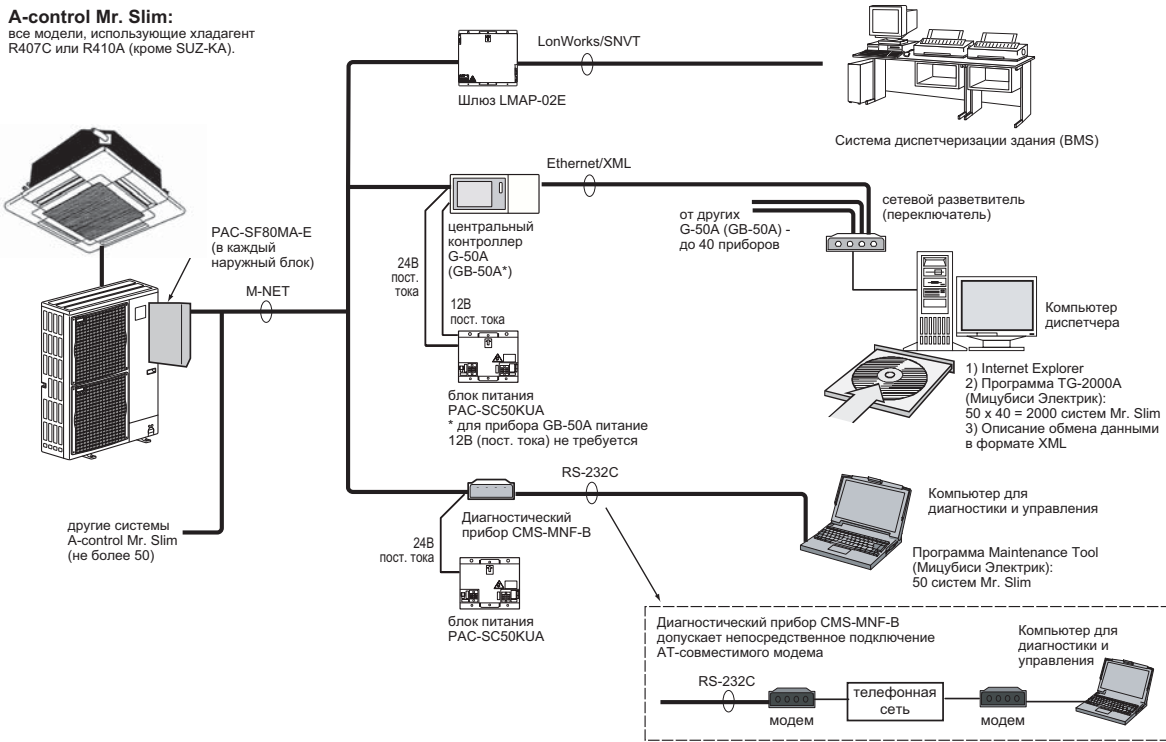 A-control Mr. Slim:
все модели, использующие хладагент
R407C или R410A (кроме SUZ-KA).
LonWorks/SNVT
Шлюз LMAP-02E
Система диспетчеризации здания (BMS)
Ethernet/XML
центральный
контроллер
G-50A
(GB-50A*)
от других
G-50A (GB-50A) -
до 40 приборов
сетевой разветвитель
(переключатель)
PAC-SF80MA-E
(в каждый
наружный блок)
M-NET
24В
пост.
тока
12В
пост. тока
блок питания
PAC-SC50KUA
* для прибора GB-50A питание
12В (пост. тока) не требуется
Компьютер
диспетчера
1) Internet Explorer
2) Программа TG-2000A
(Мицубиси Электрик):
50 x 40 = 2000 систем Mr. Slim
3) Описание обмена данными
в формате XML
RS-232C
Диагностический
прибор CMS-MNF-B
24В
пост. тока
блок питания
PAC-SC50KUA
другие системы
A-control Mr. Slim
(не более 50)
Компьютер для
диагностики и управления
Программа Maintenance Tool
(Мицубиси Электрик):
50 систем Mr. Slim
Диагностический прибор CMS-MNF-B
допускает непосредственное подключение
АТ-совместимого модема
RS-232C
модем
телефонная
сеть
модем
Компьютер для
диагностики и
управления